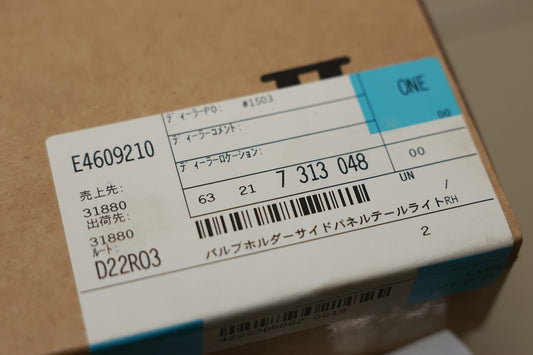 ディーラーPO: #1503
ONE
ディーラーコメント:
00
E4609210
ディーラーロケーション:
売上先:
31880
63 21 7 313 048 00
出荷先:
31880
UN /
ルート:
D22R03
バルブホルダーサイドパネルテールライトRH
2